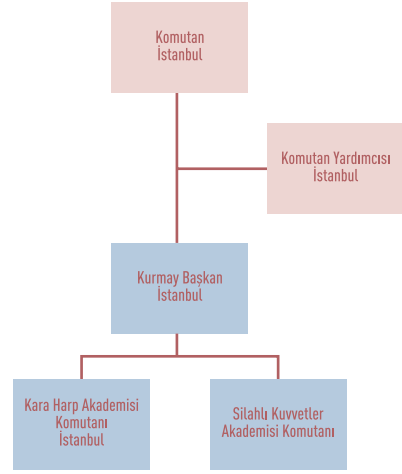 Komutan
İstanbul
Komutan Yardımcısı
İstanbul
Kurmay Başkan
İstanbul
Kara Harp Akademisi
Komutanı
İstanbul
Silahlı Kuvvetler
Akademisi Komutanı